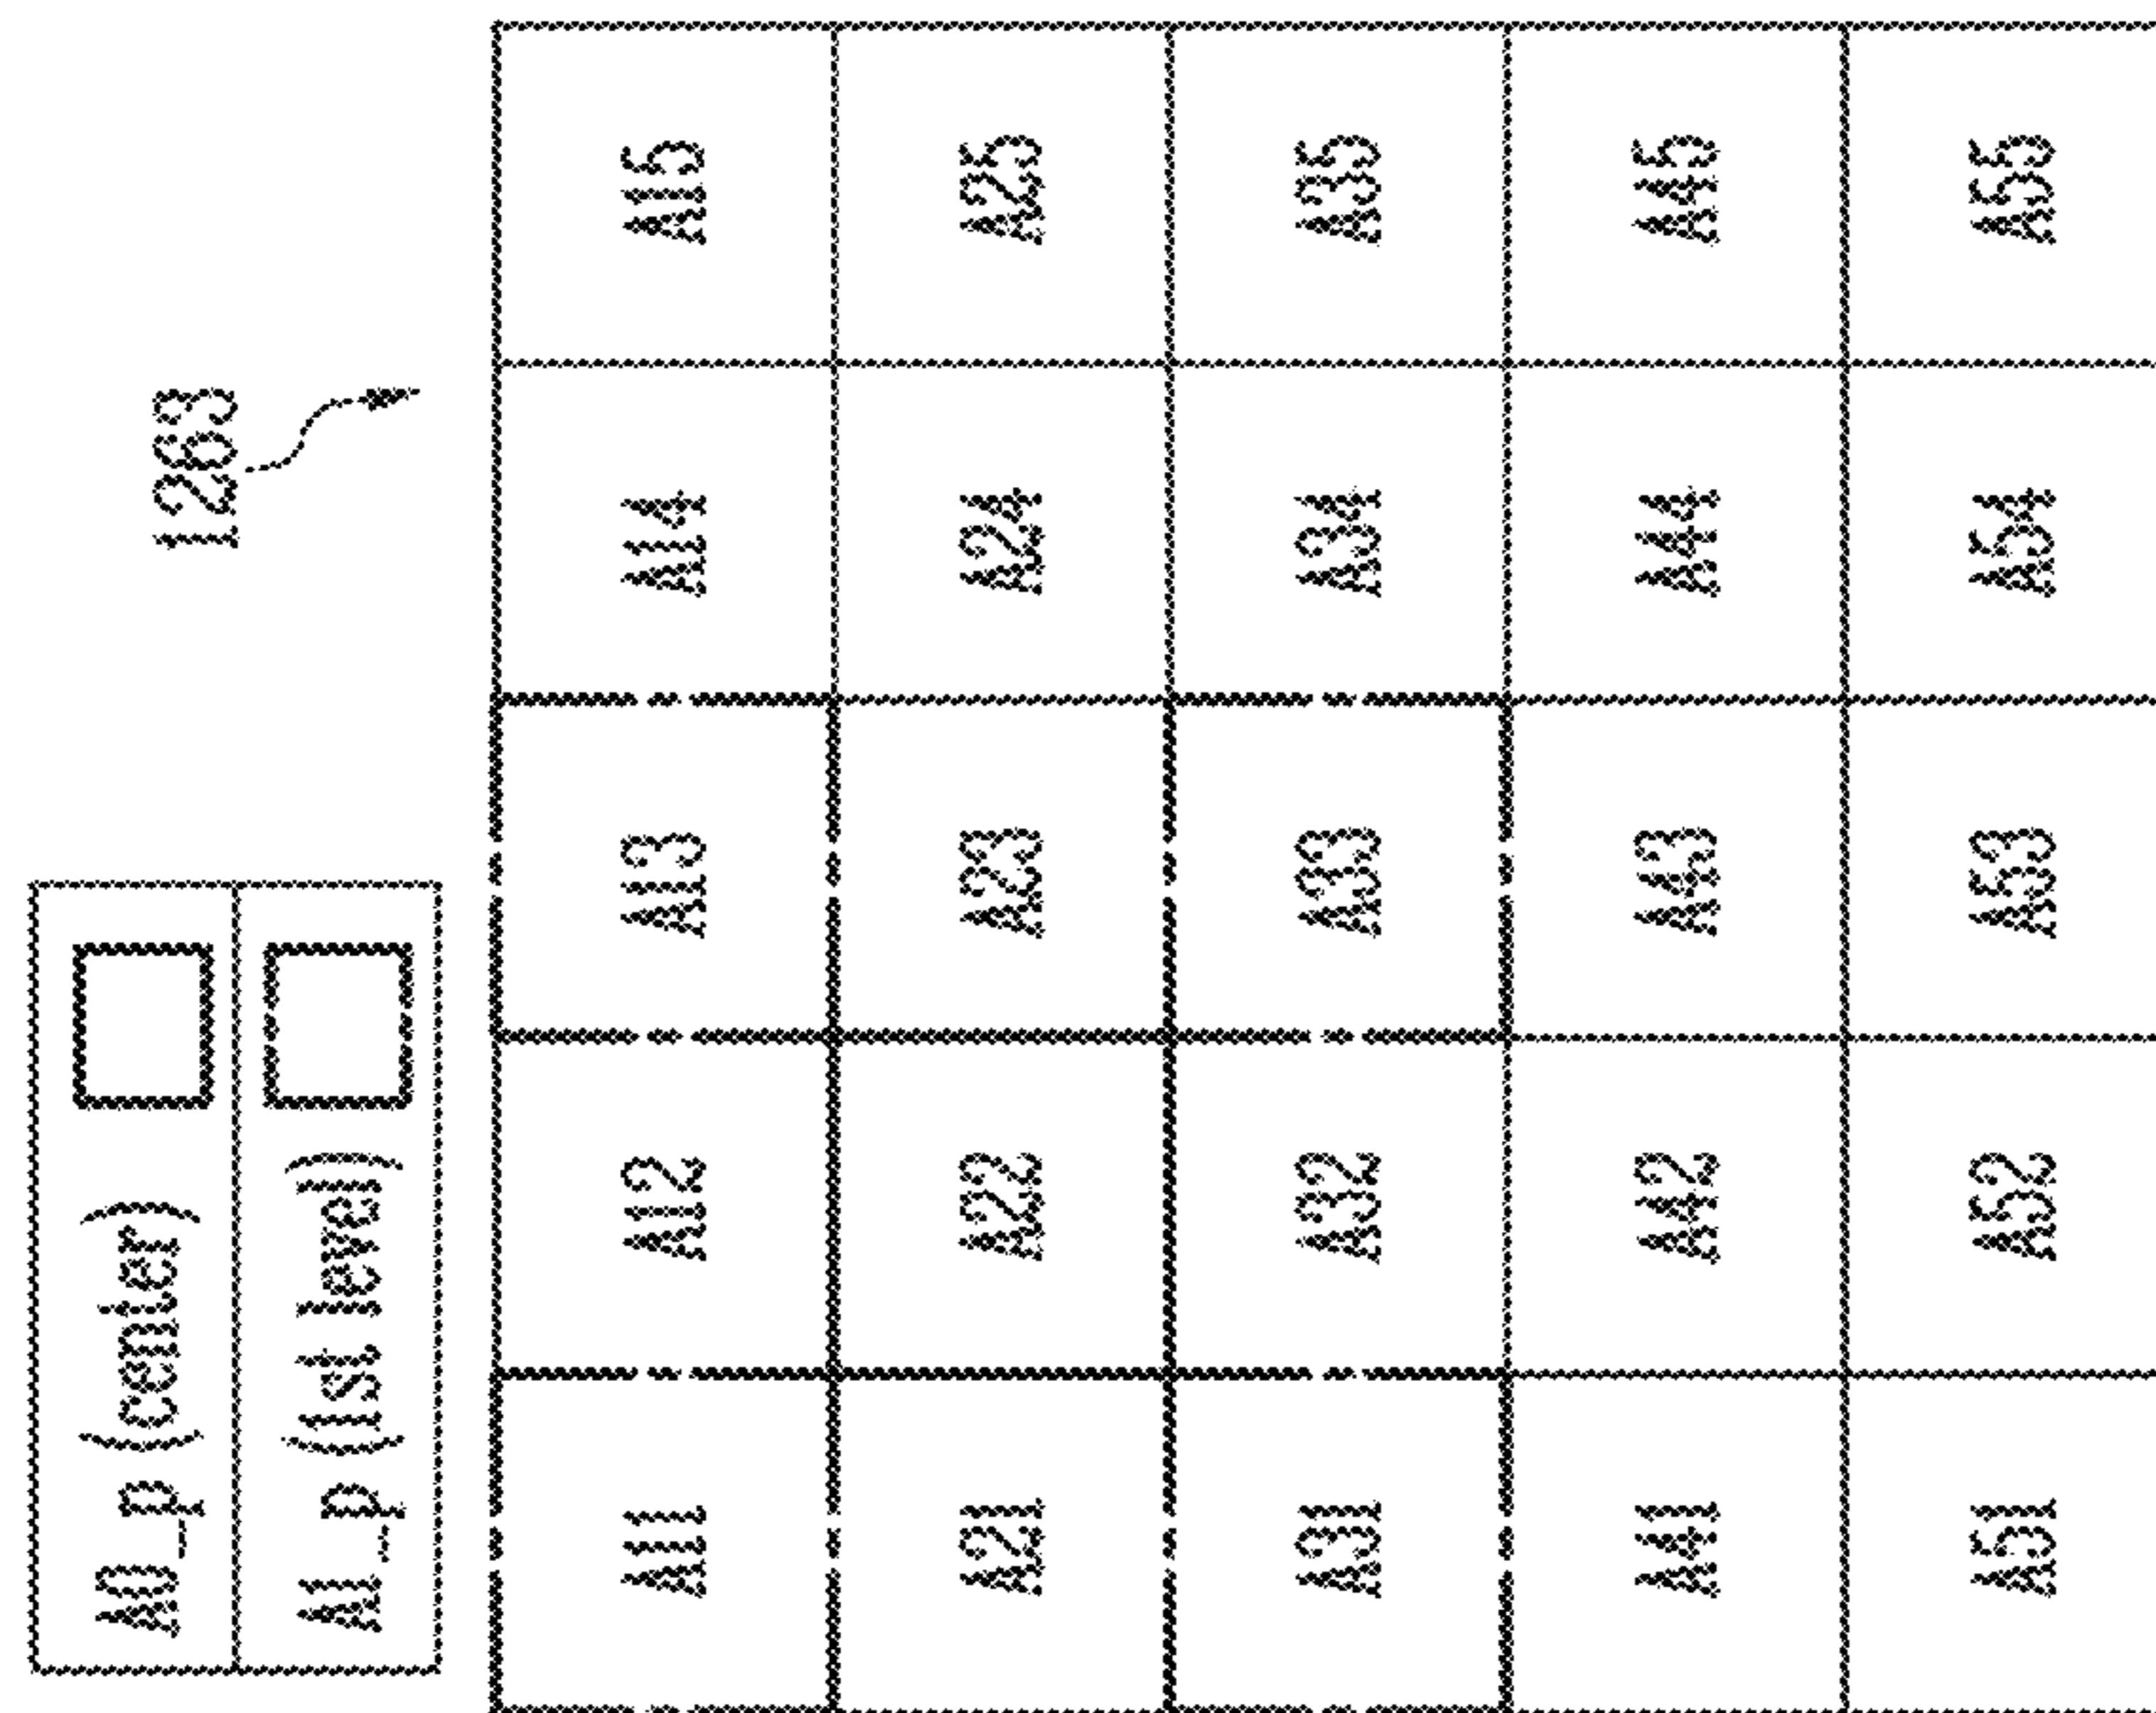 1263
A0_p (center)
A1_p (1st level)
A11 A12 A13 A14 A15
A21 A22 A23 A24 A25
A31 A32 A33 A34 A35
A41 A42 A43 A44 A45
A51 A52 A53 A54 A55